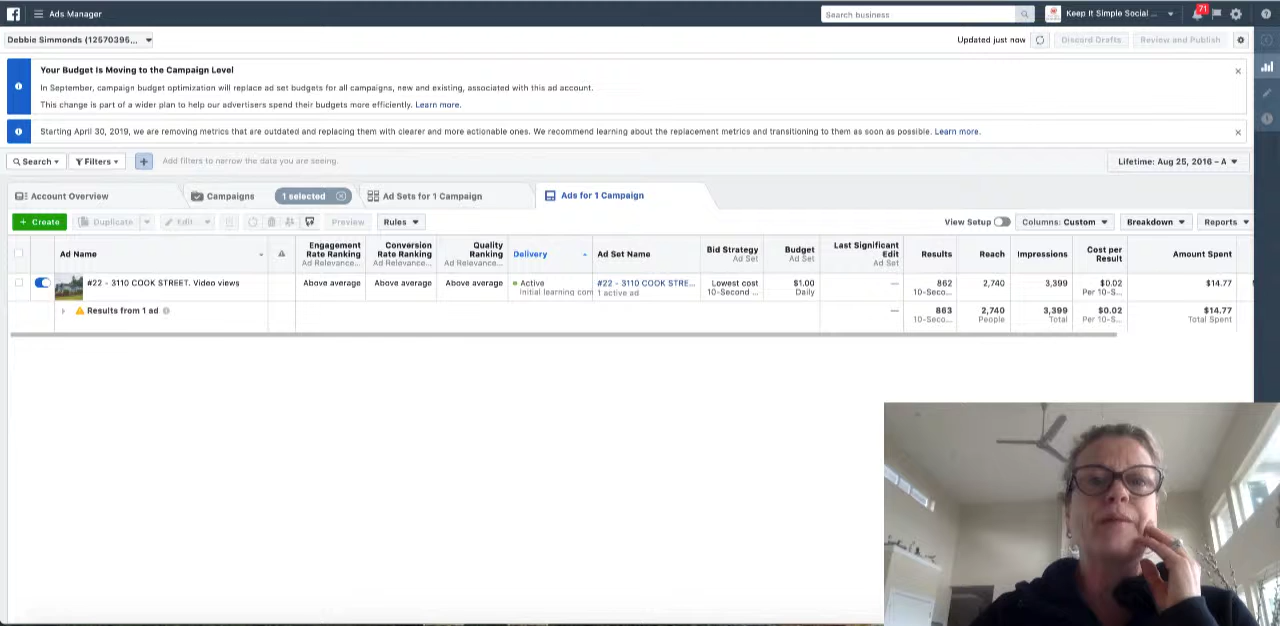 Ads Manager
Search business
Keep It Simple Social ...
71
Debbie Simmonds (12570395...
Updated just now
Discard Drafts
Review and Publish
Your Budget Is Moving to the Campaign Level
In September, campaign budget optimization will replace ad set budgets for all campaigns, new and existing, associated with this ad account.
This change is part of a wider plan to help our advertisers spend their budgets more efficiently. Learn more.
Starting April 30, 2019, we are removing metrics that are outdated and replacing them with clearer and more actionable ones. We recommend learning about the replacement metrics and transitioning to them as soon as possible. Learn more.
Search
Filters
Add filters to narrow the data you are seeing.
Lifetime: Aug 25, 2016 – A
Account Overview
Campaigns
1 selected
Ad Sets for 1 Campaign
Ads for 1 Campaign
+ Create
Duplicate
Edit
Preview
Rules
View Setup
Columns: Custom
Breakdown
Reports
Ad Name
Engagement Rate Ranking
Ad Relevance...
Conversion Rate Ranking
Ad Relevance...
Quality Ranking
Ad Relevance...
Delivery
Ad Set Name
Bid Strategy
Ad Set
Budget
Ad Set
Last Significant Edit
Ad Set
Results
Reach
Impressions
Cost per Result
Amount Spent
#22 - 3110 COOK STREET. Video views
Above average
Above average
Above average
Active
Initial learning com
#22 - 3110 COOK STRE...
1 active ad
Lowest cost
10-Second ...
$1.00
Daily
—
862
10-Seco...
2,740
3,399
$0.02
Per 10-S...
$14.77
Results from 1 ad
—
863
10-Seco...
2,740
People
3,399
Total
$0.02
Per 10-S...
$14.77
Total Spent